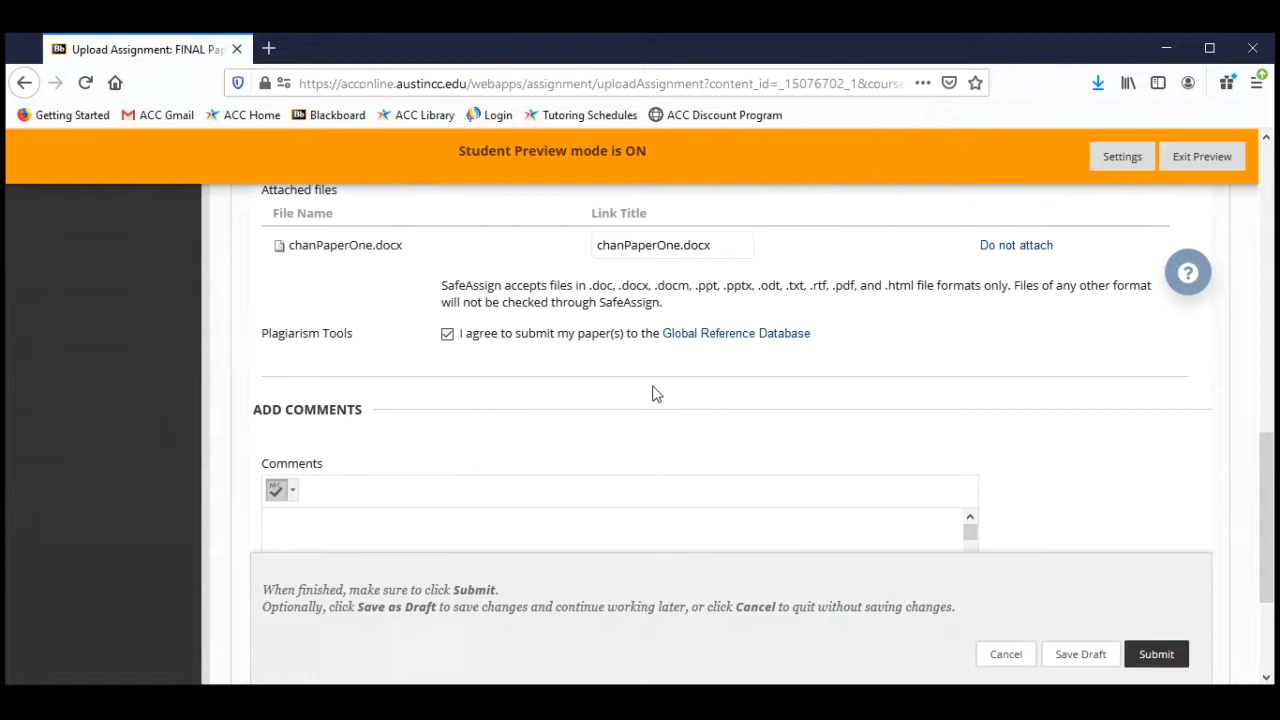 Bb Upload Assignment: FINAL Pap
https://acconline.austincc.edu/webapps/assignment/uploadAssignment?content_id=_15076702_1&course
Getting Started ACC Gmail ACC Home Bb Blackboard ACC Library Login Tutoring Schedules ACC Discount Program
Student Preview mode is ON
Settings Exit Preview
Attached files
File Name Link Title
chanPaperOne.docx chanPaperOne.docx Do not attach
SafeAssign accepts files in .doc, .docx, .docm, .ppt, .pptx, .odt, .txt, .rtf, .pdf, and .html file formats only. Files of any other format
will not be checked through SafeAssign.
Plagiarism Tools I agree to submit my paper(s) to the Global Reference Database
ADD COMMENTS
Comments
ABC
When finished, make sure to click Submit.
Optionally, click Save as Draft to save changes and continue working later, or click Cancel to quit without saving changes.
Cancel Save Draft Submit